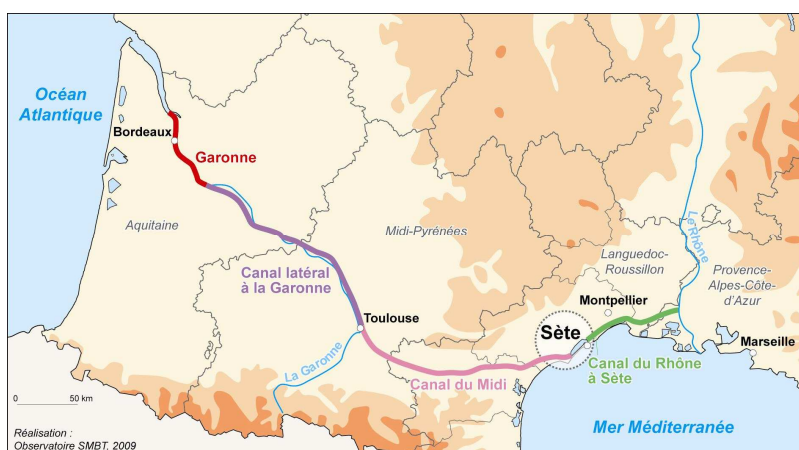 Océan
Atlantique
Bordeaux
Garonne
Aquitaine
Midi-Pyrénées
Canal latéral
à la Garonne
Toulouse
La Garonne
Canal du Midi
Sète
Montpellier
Languedoc-
Roussillon
Le Rhône
Provence-
Alpes-Côte-
d'Azur
Marseille
Canal du Rhône
à Sète
Mer Méditerranée
0 50 km
Réalisation :
Observatoire SMBT, 2009